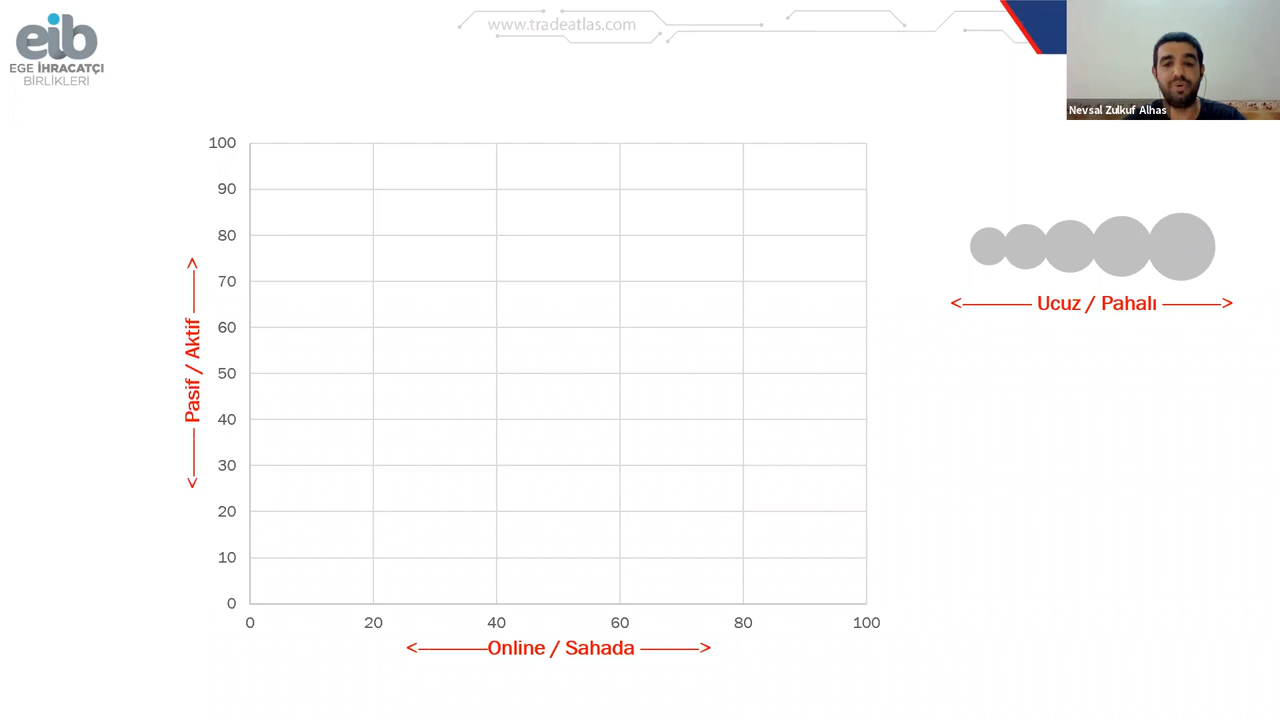 eib
EGE İHRACATÇI
BİRLİKLERİ
www.tradeatlas.com
Nevsal Zulkuf Alhas
100
90
80
70
60
50
40
30
20
10
0
<——— Pasif / Aktif ———>
0 20 40 60 80 100
<———Online / Sahada ———>
<——— Ucuz / Pahalı ———>